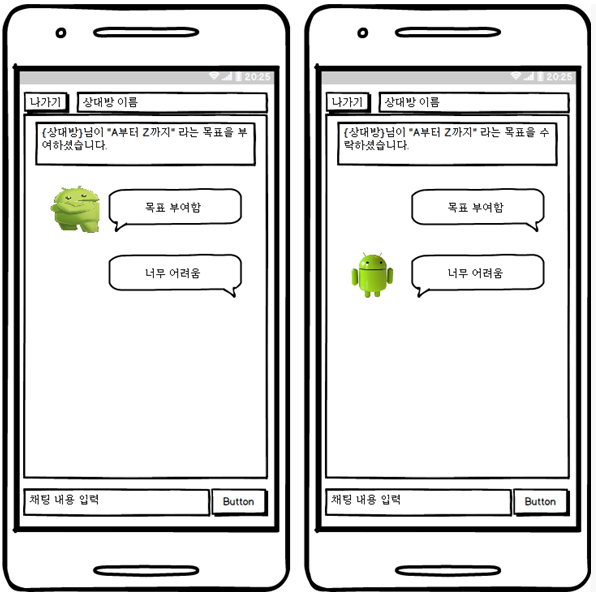 20:25
나가기
상대방 이름
{상대방}님이 "A부터 Z까지" 라는 목표을 부
여하셨습니다.
목표 부여함
너무 어려움
채팅 내용 입력
Button
20:25
나가기
상대방 이름
{상대방}님이 "A부터 Z까지" 라는 목표을 수
락하셨습니다.
목표 부여함
너무 어려움
채팅 내용 입력
Button